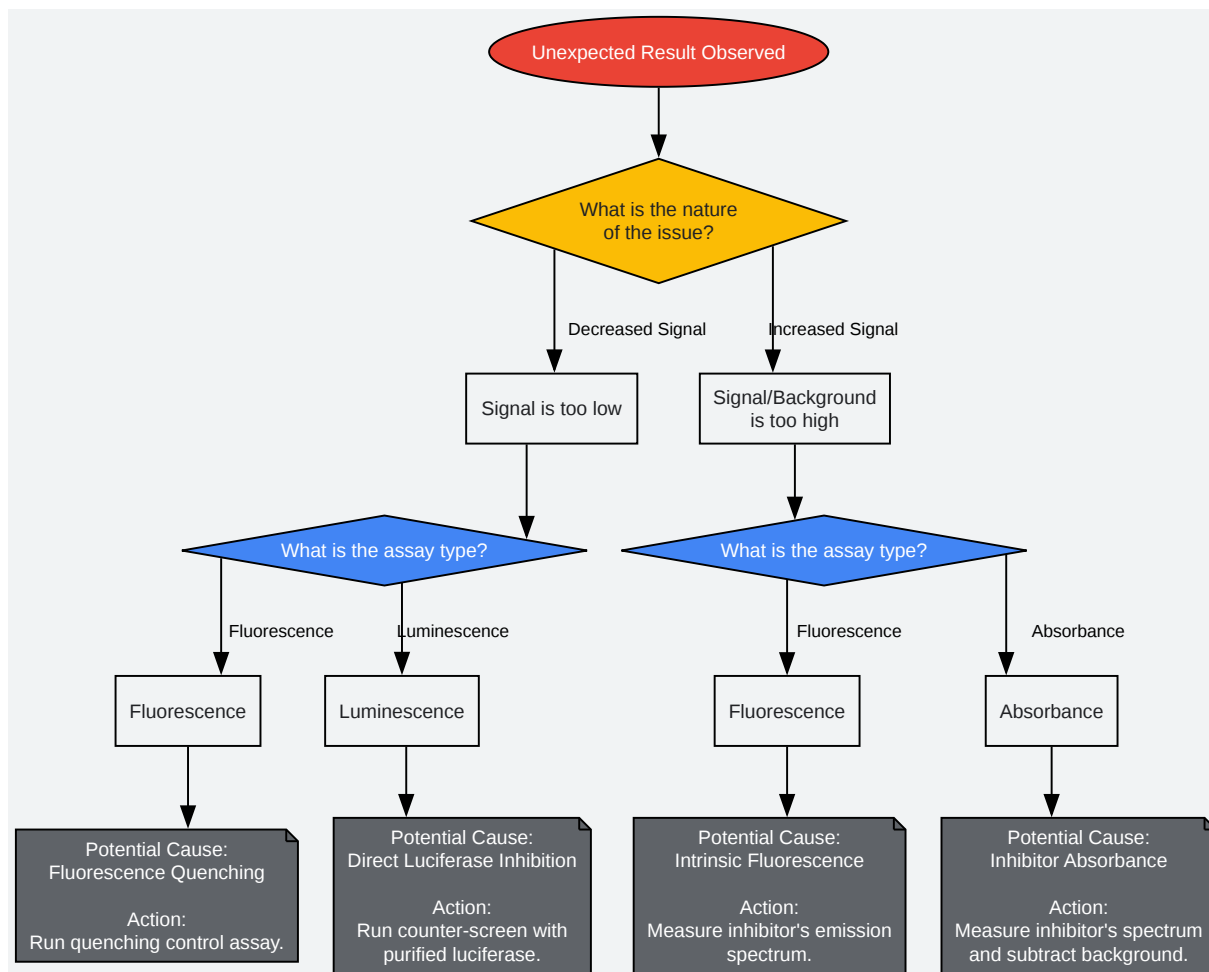 Unexpected Result Observed
What is the nature
of the issue?
Decreased Signal
Increased Signal
Signal is too low
Signal/Background
is too high
What is the assay type?
What is the assay type?
Fluorescence
Luminescence
Fluorescence
Absorbance
Fluorescence
Luminescence
Fluorescence
Absorbance
Potential Cause:
Fluorescence Quenching
Action:
Run quenching control assay.
Potential Cause:
Direct Luciferase Inhibition
Action:
Run counter-screen with
purified luciferase.
Potential Cause:
Intrinsic Fluorescence
Action:
Measure inhibitor's emission
spectrum.
Potential Cause:
Inhibitor Absorbance
Action:
Measure inhibitor's spectrum
and subtract background.